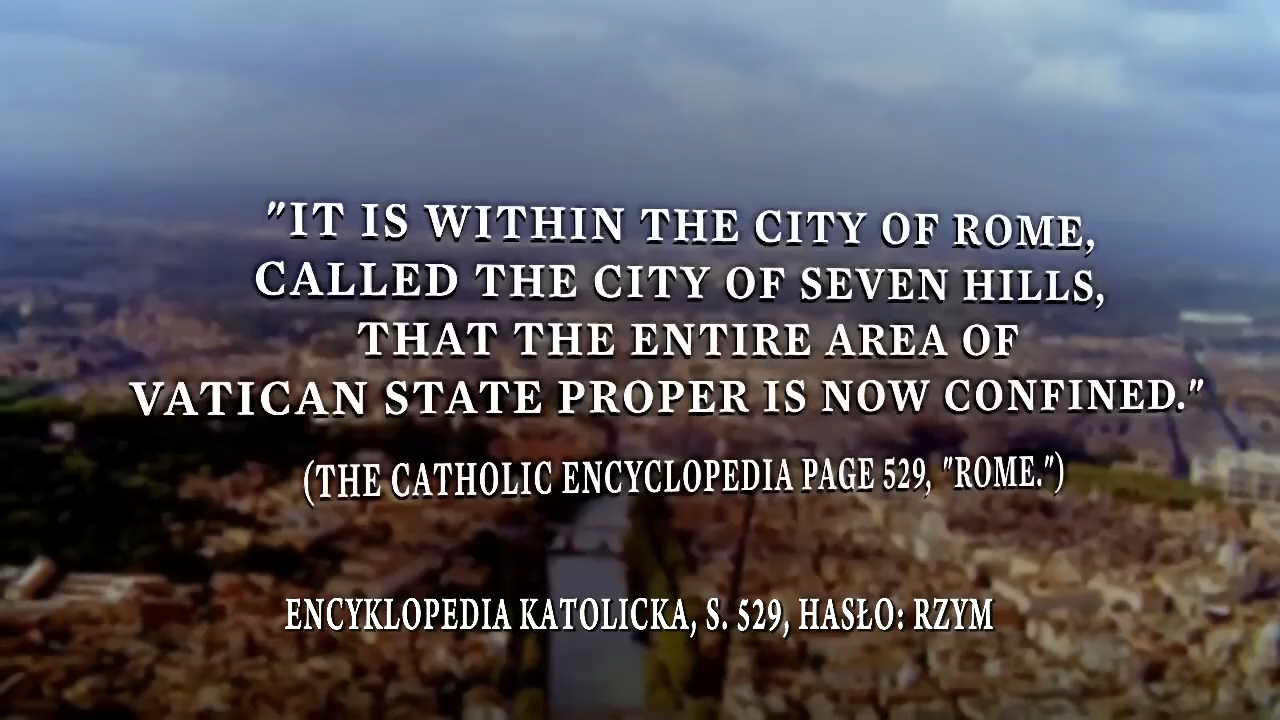 "IT IS WITHIN THE CITY OF ROME,
CALLED THE CITY OF SEVEN HILLS,
THAT THE ENTIRE AREA OF
VATICAN STATE PROPER IS NOW CONFINED."
(THE CATHOLIC ENCYCLOPEDIA PAGE 529, "ROME.")
ENCYKLOPEDIA KATOLICKA, S. 529, HASŁO: RZYM